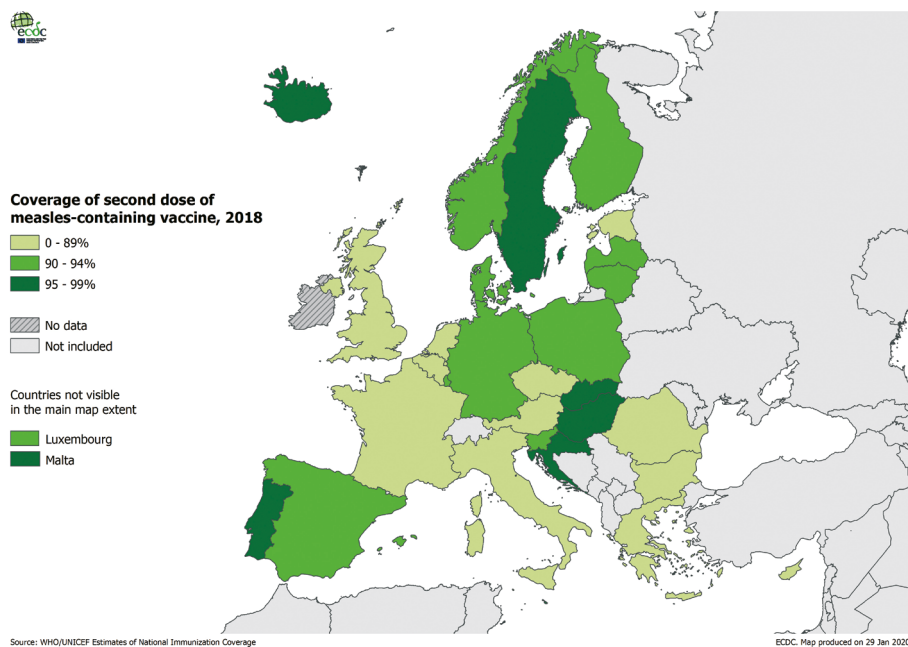 ecdc
Coverage of second dose of
measles-containing vaccine, 2018
0 - 89%
90 - 94%
95 - 99%
No data
Not included
Countries not visible
in the main map extent
Luxembourg
Malta
Source: WHO/UNICEF Estimates of National Immunization Coverage
ECDC. Map produced on 29 Jan 2020